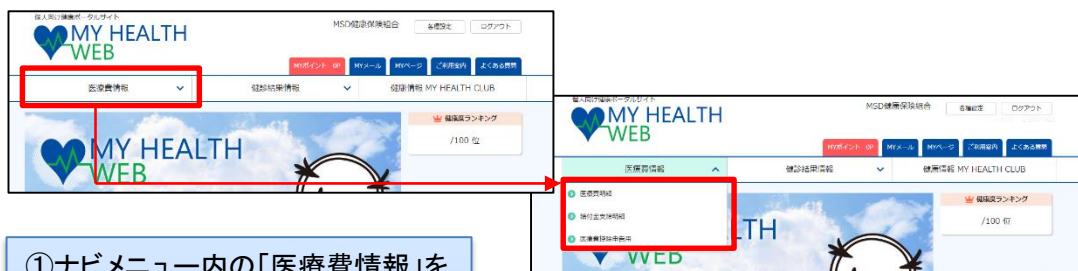 個人向け健康ポータルサイト
MY HEALTH
WEB
MSD健康保険組合
各種設定
ログアウト
MYポイント 0P
MYメール
MYページ
ご利用案内
よくある質問
医療費情報
健診結果情報
健康情報 MY HEALTH CLUB
MY HEALTH
WEB
健康度ランキング
/100 位
個人向け健康ポータルサイト
MY HEALTH
WEB
MSD健康保険組合
各種設定
ログアウト
MYポイント 0P
MYメール
MYページ
ご利用案内
よくある質問
医療費情報
健診結果情報
健康情報 MY HEALTH CLUB
医療費明細
給付金支給明細
医療費控除申告用
LTH
WEB
健康度ランキング
/100 位
①ナビメニュー内の「医療費情報」を